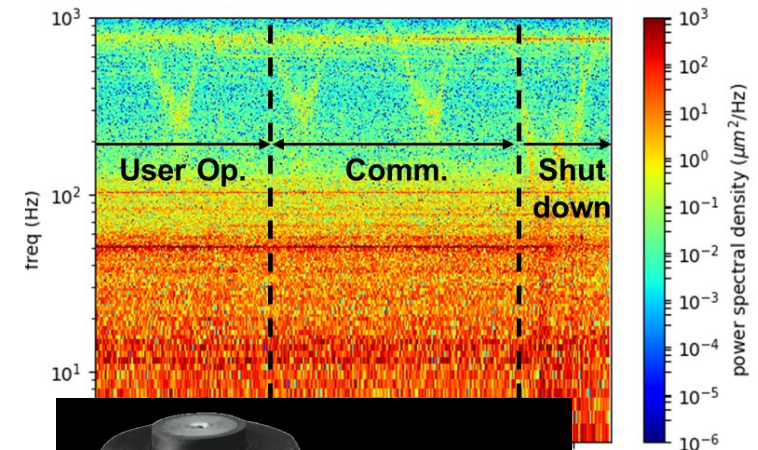 10³
User Op.
Comm.
Shut
down
10²
10¹
freq (Hz)
10³
10²
10¹
10⁰
10⁻¹
10⁻²
10⁻³
10⁻⁴
10⁻⁵
10⁻⁶
power spectral density (μm²/Hz)